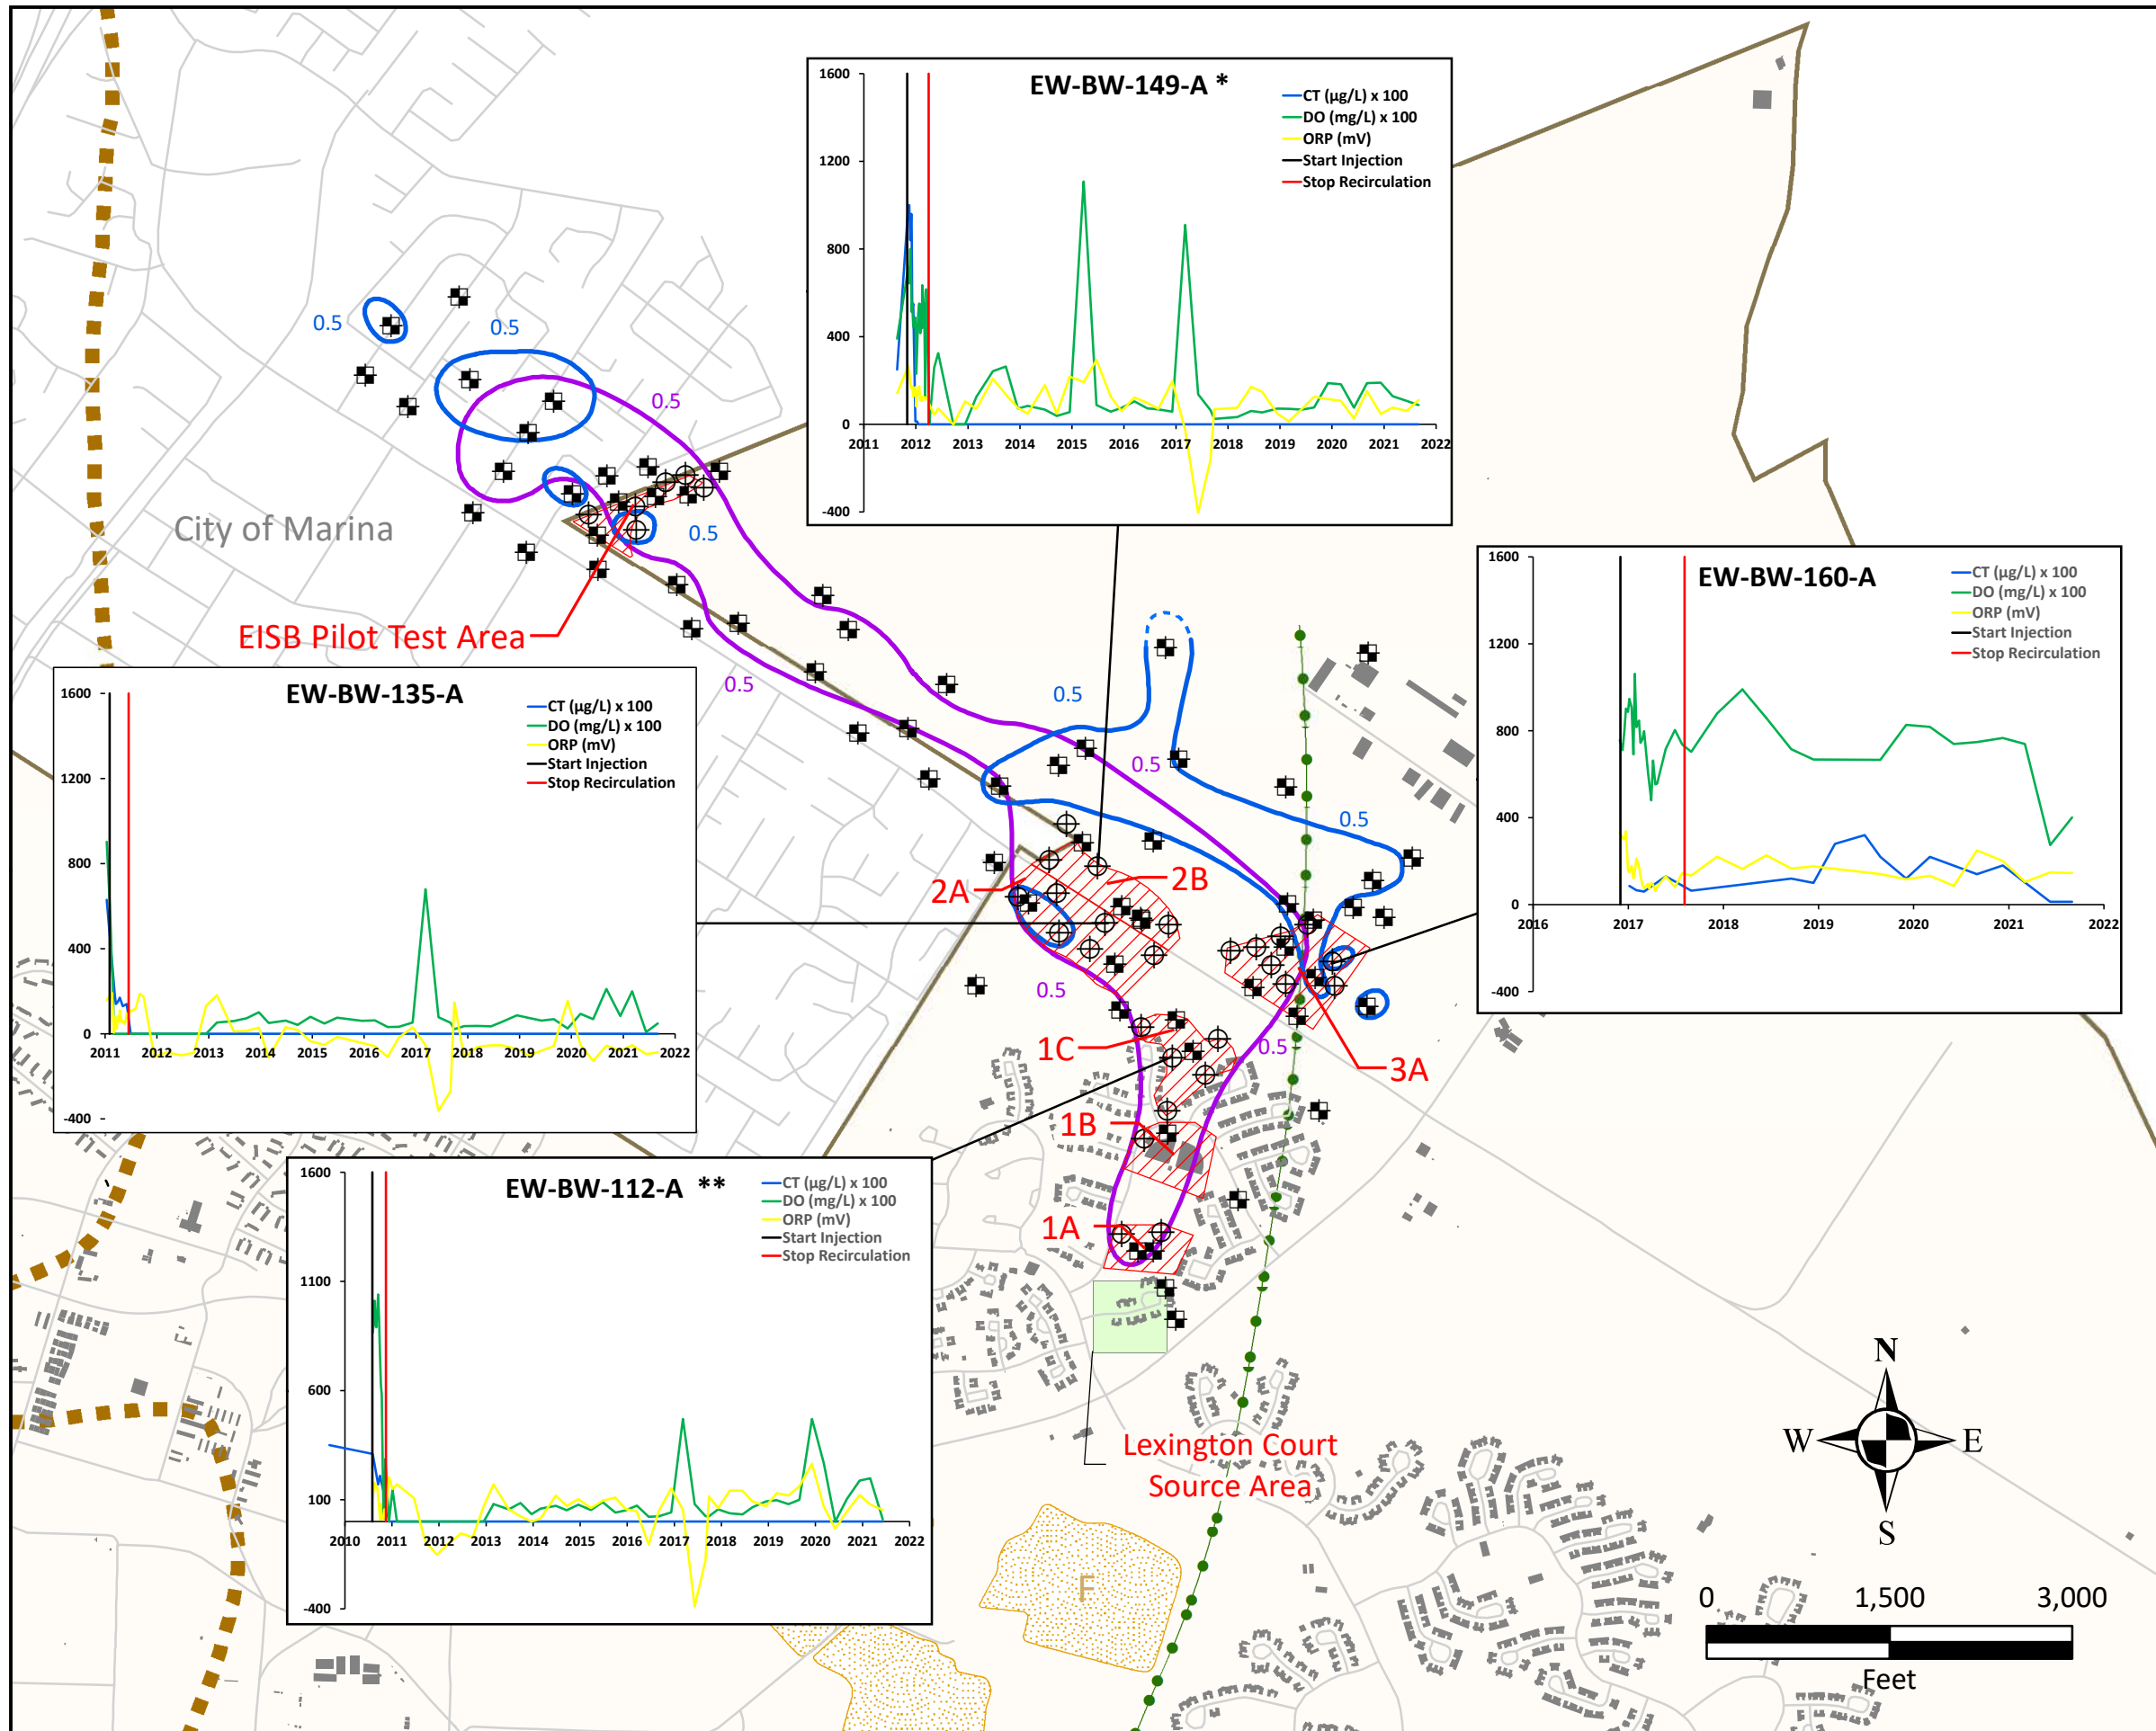 EW-BW-149-A *
CT (µg/L) x 100
DO (mg/L) x 100
ORP (mV)
Start Injection
Stop Recirculation
1600
1200
800
400
0
-400
2011 2012 2013 2014 2015 2016 2017 2018 2019 2020 2021 2022
0.5
0.5
0.5
0.5
City of Marina
EISB Pilot Test Area
EW-BW-160-A
CT (µg/L) x 100
DO (mg/L) x 100
ORP (mV)
Start Injection
Stop Recirculation
1600
1200
800
400
0
-400
2016 2017 2018 2019 2020 2021 2022
0.5
0.5
0.5
0.5
EW-BW-135-A
CT (µg/L) x 100
DO (mg/L) x 100
ORP (mV)
Start Injection
Stop Recirculation
1600
1200
800
400
0
-400
2011 2012 2013 2014 2015 2016 2017 2018 2019 2020 2021 2022
2A
2B
0.5
1C
0.5
3A
1B
1A
EW-BW-112-A **
CT (µg/L) x 100
DO (mg/L) x 100
ORP (mV)
Start Injection
Stop Recirculation
1600
1100
600
100
-400
2010 2011 2012 2013 2014 2015 2016 2017 2018 2019 2020 2021 2022
Lexington Court
Source Area
F
N
W E
S
0 1,500 3,000
Feet